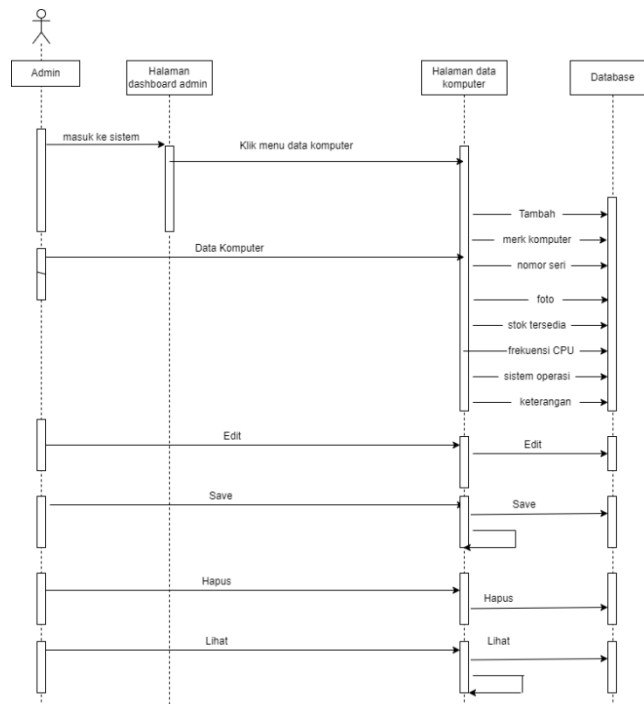 Admin
Halaman
dashboard admin
Halaman data
komputer
Database
masuk ke sistem
Klik menu data komputer
Tambah
merk komputer
Data Komputer
nomor seri
foto
stok tersedia
frekuensi CPU
sistem operasi
keterangan
Edit
Edit
Save
Save
Hapus
Hapus
Lihat
Lihat